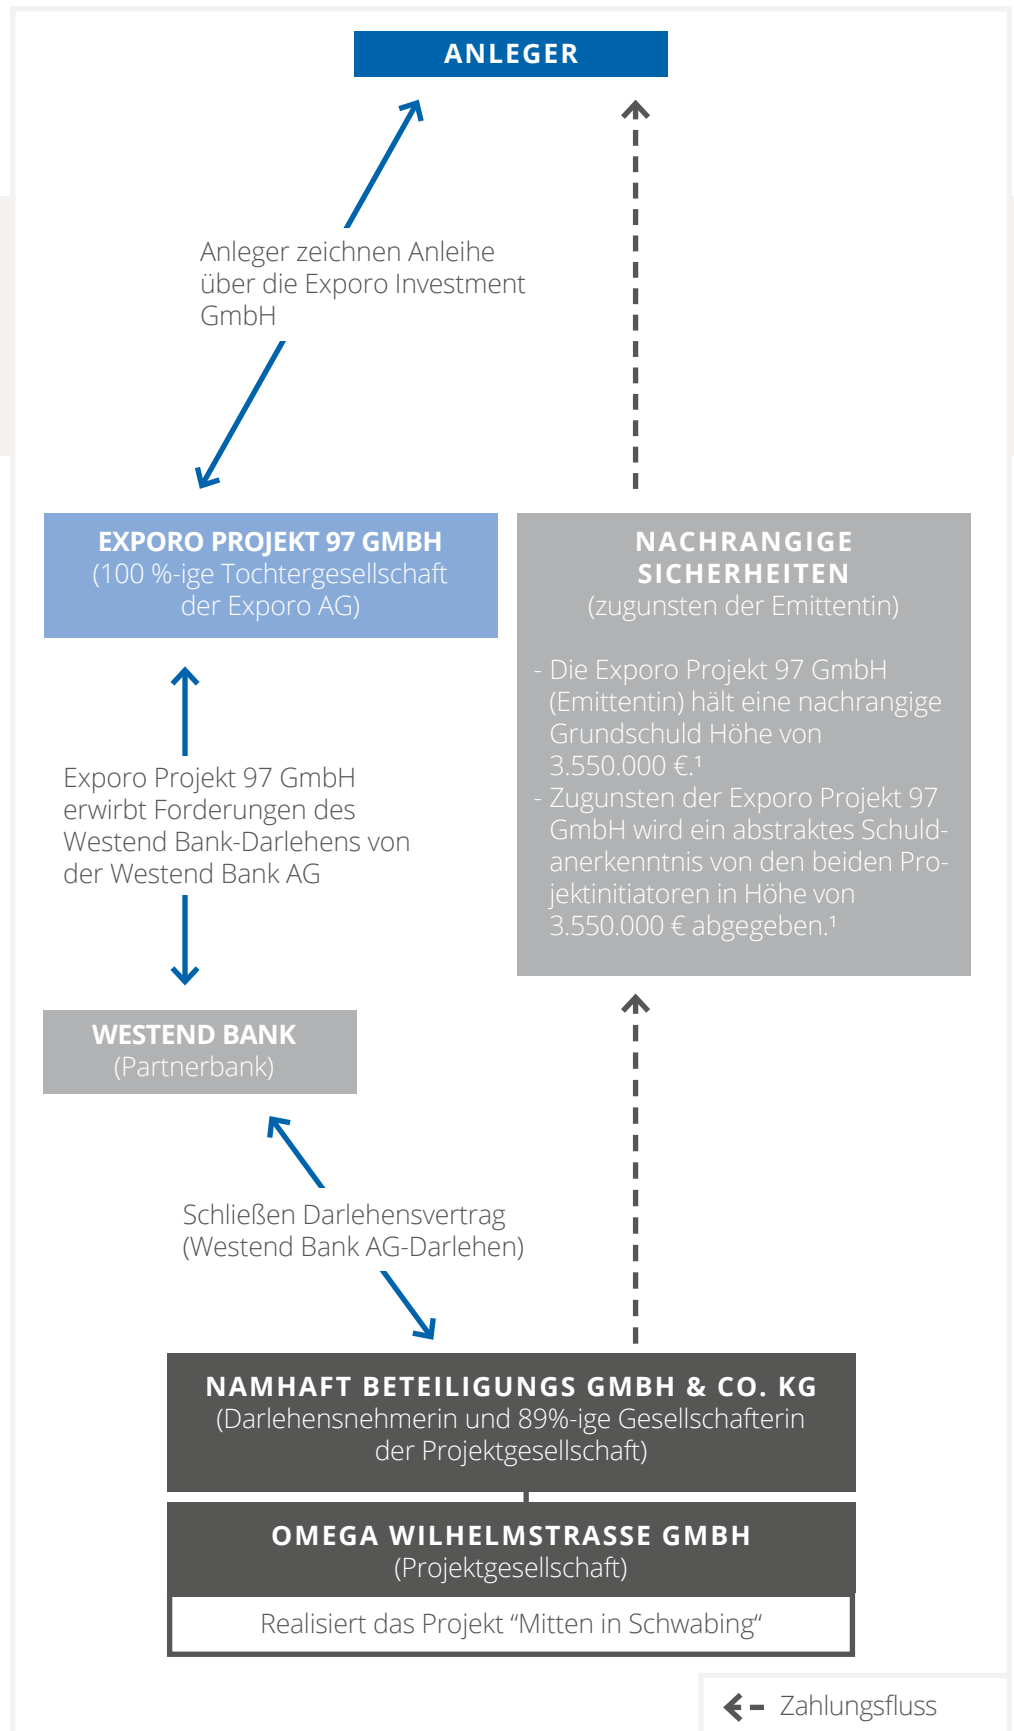 ANLEGER
Anleger zeichnen Anleihe
über die Exporo Investment
GmbH
EXPORO PROJEKT 97 GMBH
(100 %-ige Tochtergesellschaft
der Exporo AG)
NACHRANGIGE
SICHERHEITEN
(zugunsten der Emittentin)
- Die Exporo Projekt 97 GmbH
(Emittentin) hält eine nachrangige
Grundschuld Höhe von
3.550.000 €.¹
- Zugunsten der Exporo Projekt 97
GmbH wird ein abstraktes Schuld-
anerkenntnis von den beiden Pro-
jektinitiatoren in Höhe von
3.550.000 € abgegeben.¹
Exporo Projekt 97 GmbH
erwirbt Forderungen des
Westend Bank-Darlehens von
der Westend Bank AG
WESTEND BANK
(Partnerbank)
Schließen Darlehensvertrag
(Westend Bank AG-Darlehen)
NAMHAFT BETEILIGUNGS GMBH & CO. KG
(Darlehensnehmerin und 89%-ige Gesellschafterin
der Projektgesellschaft)
OMEGA WILHELMSTRASSE GMBH
(Projektgesellschaft)
Realisiert das Projekt “Mitten in Schwabing“
Zahlungsfluss